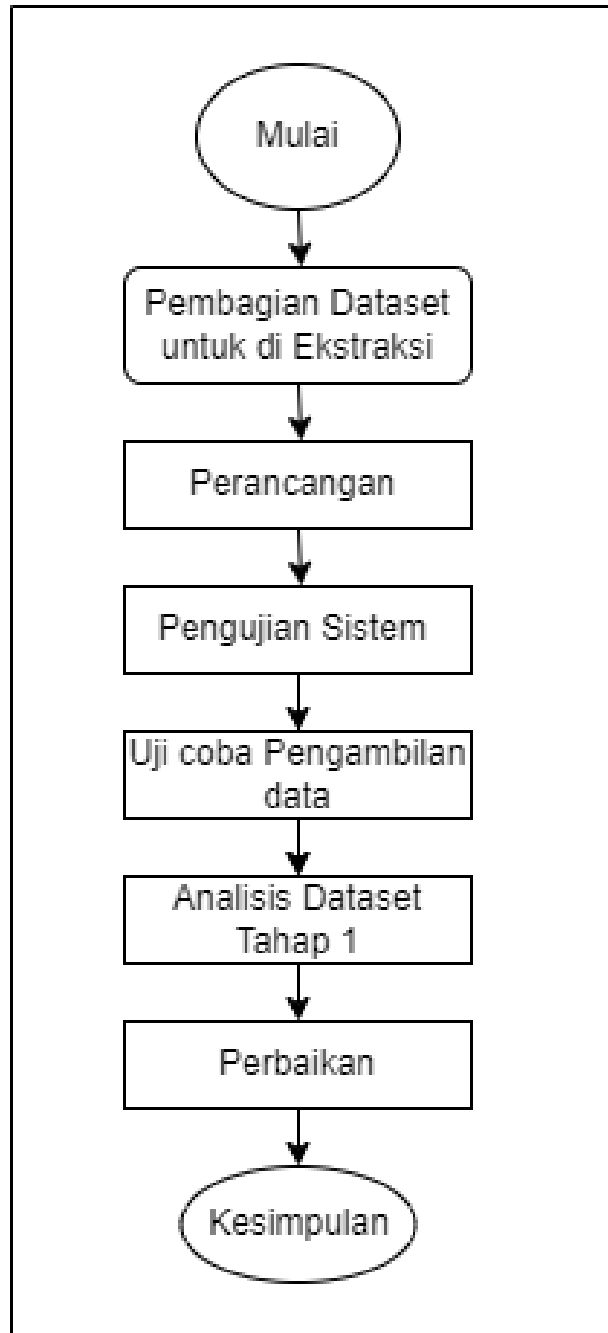 Mulai
Pembagian Dataset
untuk di Ekstraksi
Perancangan
Pengujian Sistem
Uji coba Pengambilan
data
Analisis Dataset
Tahap 1
Perbaikan
Kesimpulan